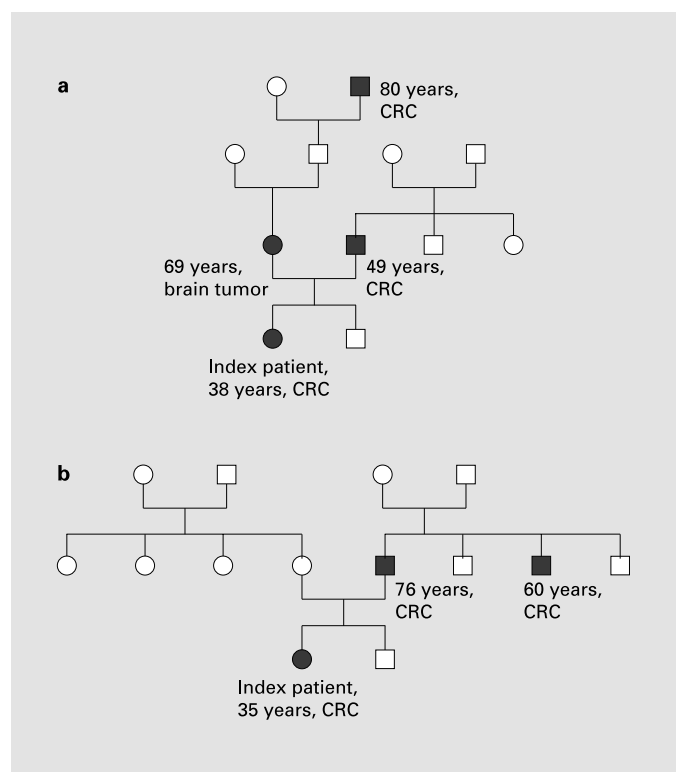 a
80 years,
CRC
69 years,
brain tumor
49 years,
CRC
Index patient,
38 years, CRC
b
76 years,
CRC
60 years,
CRC
Index patient,
35 years, CRC